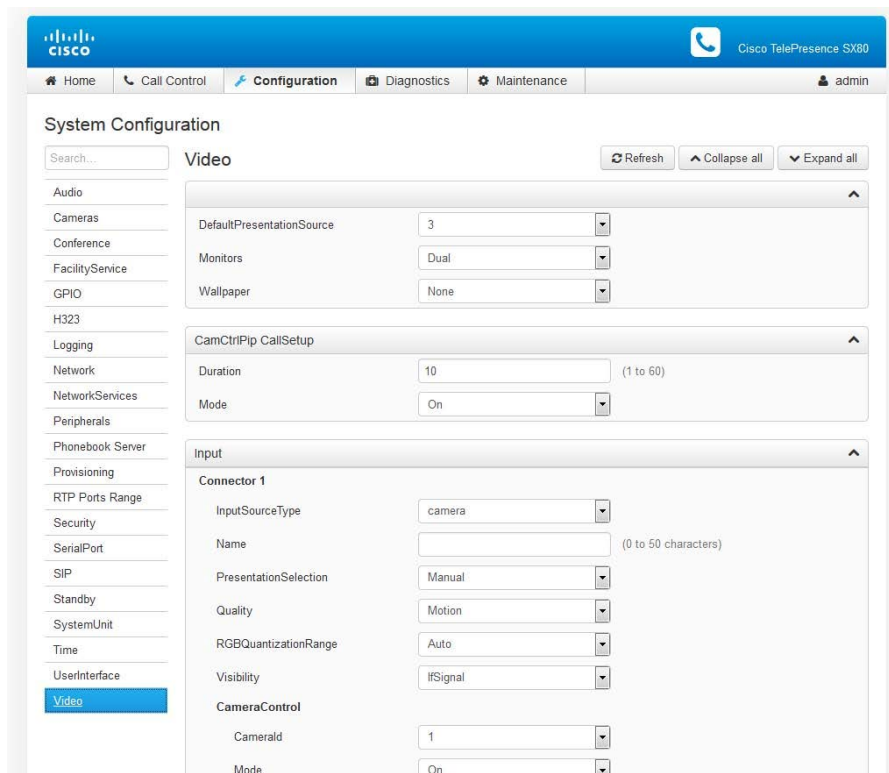 CISCO
Cisco TelePresence SX80
Home Call Control Configuration Diagnostics Maintenance admin
System Configuration
Search...
Audio
Cameras
Conference
FacilityService
GPIO
H323
Logging
Network
NetworkServices
Peripherals
Phonebook Server
Provisioning
RTP Ports Range
Security
SerialPort
SIP
Standby
SystemUnit
Time
UserInterface
Video
Video
Refresh Collapse all Expand all
DefaultPresentationSource 3
Monitors Dual
Wallpaper None
CamCtrlPip CallSetup
Duration 10 (1 to 60)
Mode On
Input
Connector 1
InputSourceType camera
Name (0 to 50 characters)
PresentationSelection Manual
Quality Motion
RGBQuantizationRange Auto
Visibility IfSignal
CameraControl
CameraId 1
Mode On